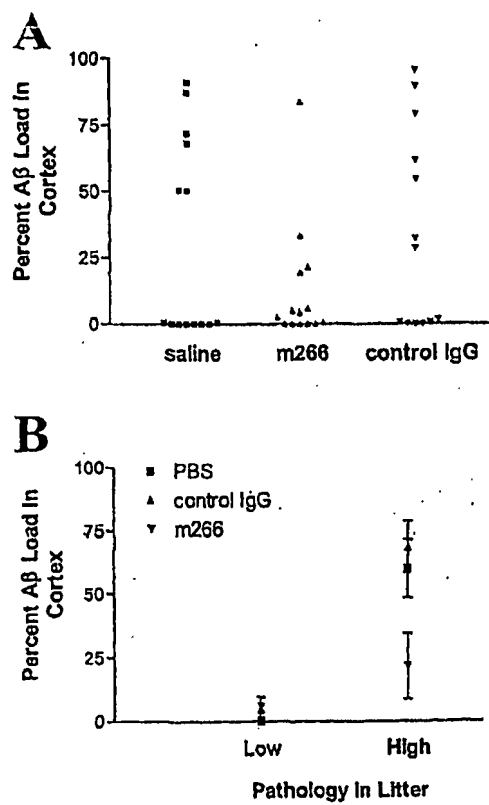 A
Percent Aβ Load In
Cortex
100
75
50
25
0
saline m266 control IgG
B
Percent Aβ Load In
Cortex
100
75
50
25
0
PBS
control IgG
m266
Low High
Pathology In Litter